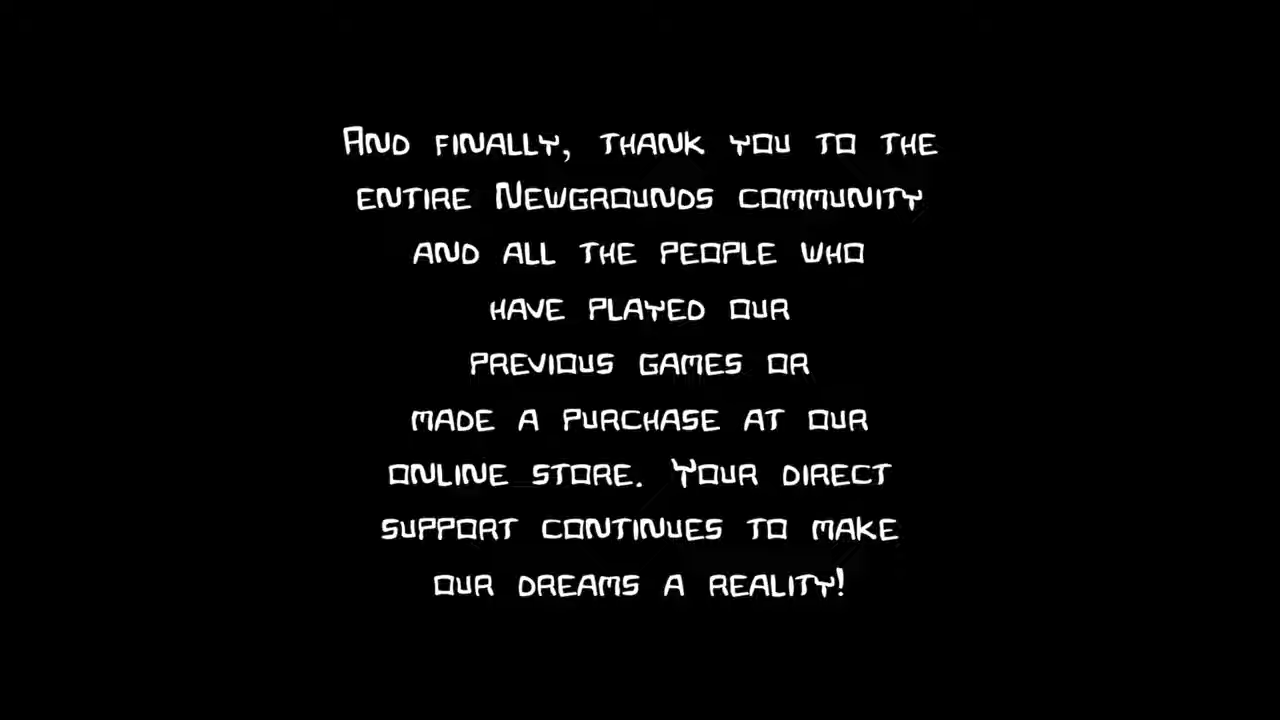 And finally, thank you to the
entire Newgrounds community
and all the people who
have played our
previous games or
made a purchase at our
online store. Your direct
support continues to make
our dreams a reality!